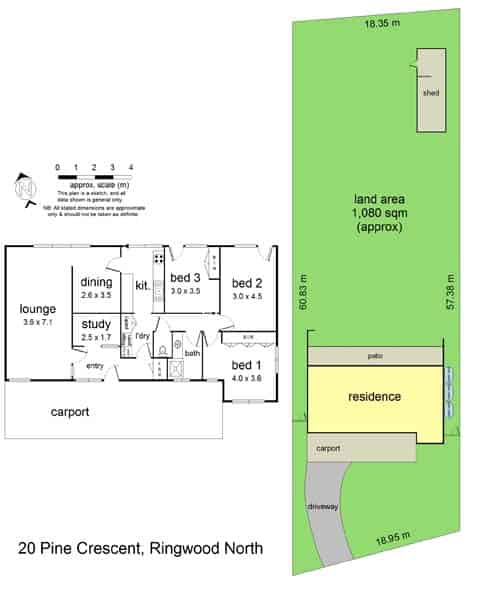 18.35 m
shed
0 1 2 3 4
approx. scale (m)
This plan is a sketch, and all
data shown is general only.
NB: All stated dimensions are approximate
only & should not be taken as definite
land area
1,080 sqm
(approx)
60.83 m
57.38 m
lounge
3.9 x 7.1
dining
2.6 x 3.5
kit.
bed 3
3.0 x 3.5
bed 2
3.0 x 4.5
study
2.5 x 1.7
l'dry
bath
entry
bed 1
4.0 x 3.6
carport
patio
residence
carport
driveway
18.95 m
20 Pine Crescent, Ringwood North